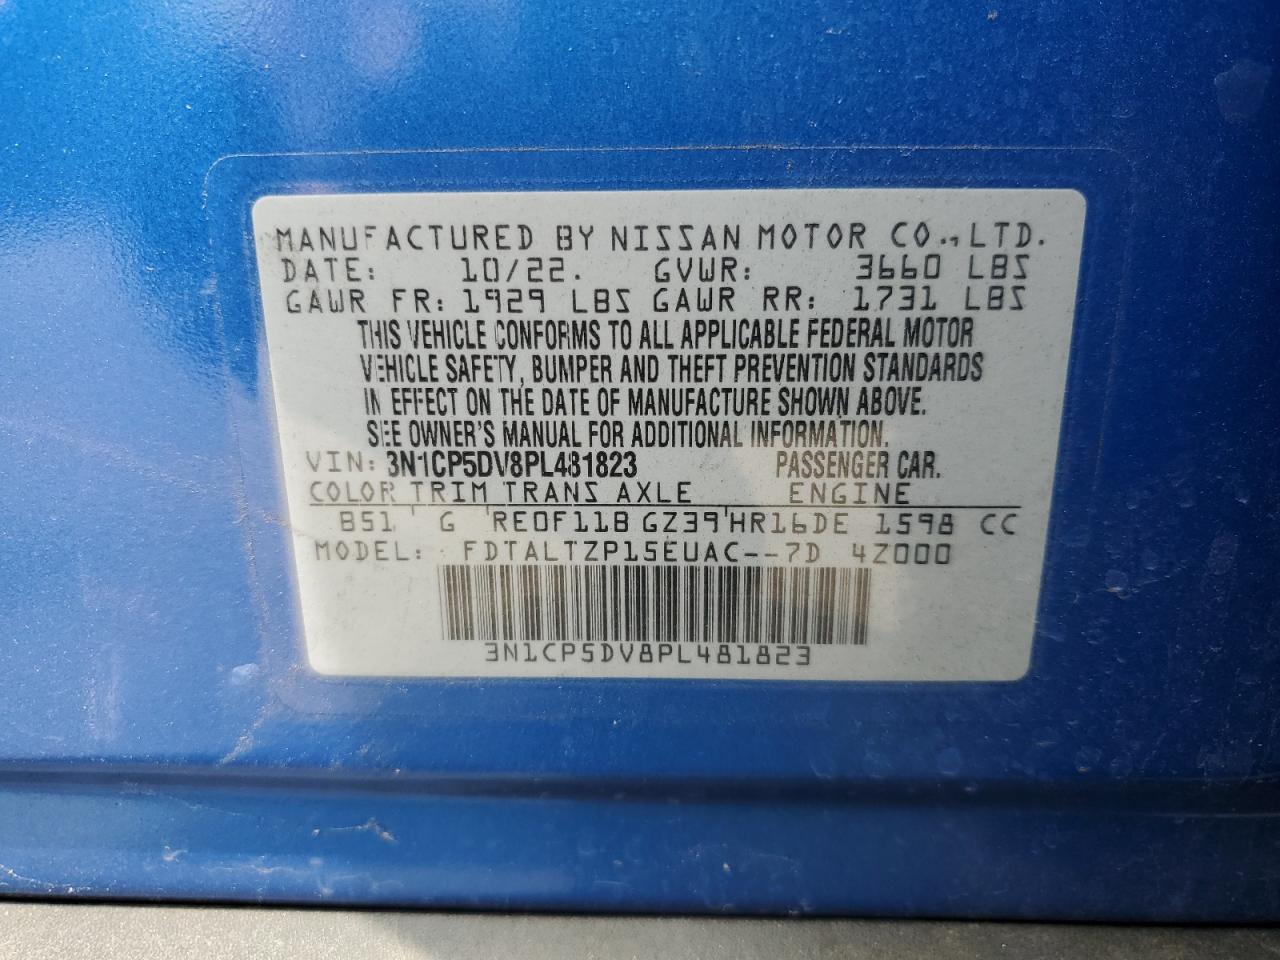 MANUFACTURED BY NISSAN MOTOR CO., LTD.
DATE: 10/22. GVWR: 3660 LBS
GAWR FR: 1929 LBS GAWR RR: 1731 LBS
THIS VEHICLE CONFORMS TO ALL APPLICABLE FEDERAL MOTOR
VEHICLE SAFETY, BUMPER AND THEFT PREVENTION STANDARDS
IN EFFECT ON THE DATE OF MANUFACTURE SHOWN ABOVE.
SEE OWNER'S MANUAL FOR ADDITIONAL INFORMATION.
VIN: 3N1CP5DV8PL481823 PASSENGER CAR.
COLOR TRIM TRANS AXLE ENGINE
B51 G RE0F11B GZ39 HR16DE 1598 CC
MODEL: FDTALTZP15EUAC--7D 4Z000
3N1CP5DV8PL481823